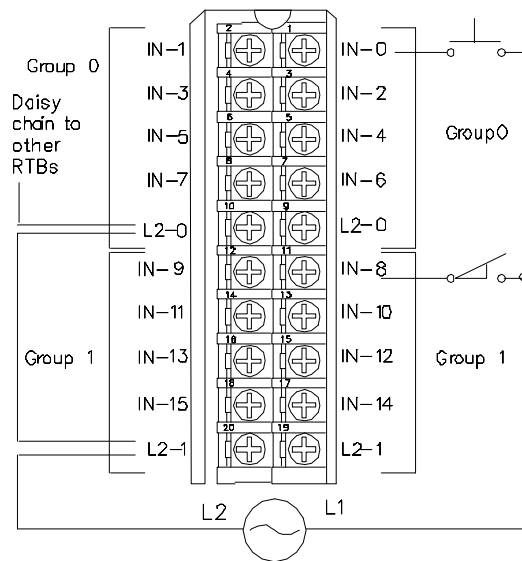 2 1
IN-1 IN-0
Group 0
4 3
IN-3 IN-2
Daisy
chain to
other
RTBs
6 5
IN-5 IN-4
Group0
8 7
IN-7 IN-6
10 9
L2-0 L2-0
12 11
IN-9 IN-8
14 13
IN-11 IN-10
16 15
IN-13 IN-12
Group 1 Group 1
18 17
IN-15 IN-14
20 19
L2-1 L2-1
L2 L1